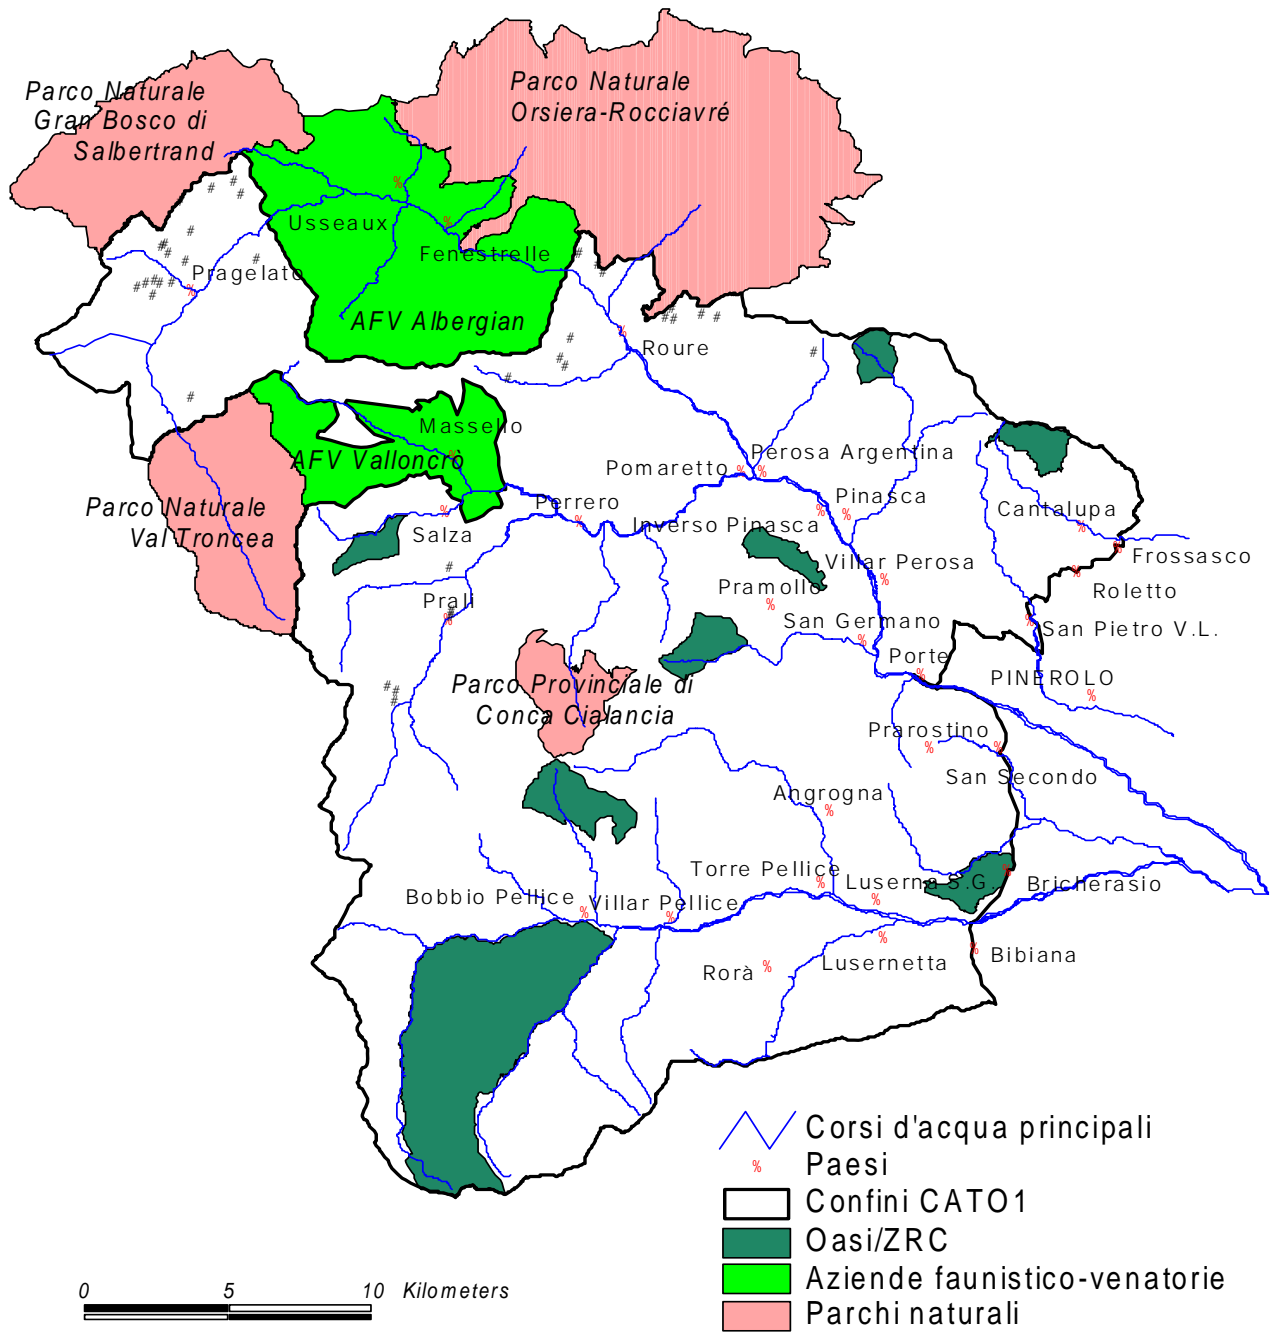 Parco Naturale
Gran Bosco di
Salbertrand
Parco Naturale
Orsiera-Rocciavré
Usseaux
Fenestrelle
Pragelato
AFV Albergian
Roure
Massello
AFV Valloncrò
Perosa Argentina
Pomaretto
Parco Naturale
Val Troncea
Perrero
Pinasca
Cantalupa
Salza
Inverso Pinasca
Frossasco
Villar Perosa
Pramollo
Roletto
Prali
San Germano
San Pietro V.L.
Porte
PINEROLO
Parco Provinciale di
Conca Cialancia
Prarostino
San Secondo
Angrogna
Torre Pellice
Luserna S.G.
Bricherasio
Bobbio Pellice
Villar Pellice
Rorà
Lusernetta
Bibiana
Corsi d'acqua principali
% Paesi
Confini CATO1
Oasi/ZRC
Aziende faunistico-venatorie
Parchi naturali
0 5 10 Kilometers